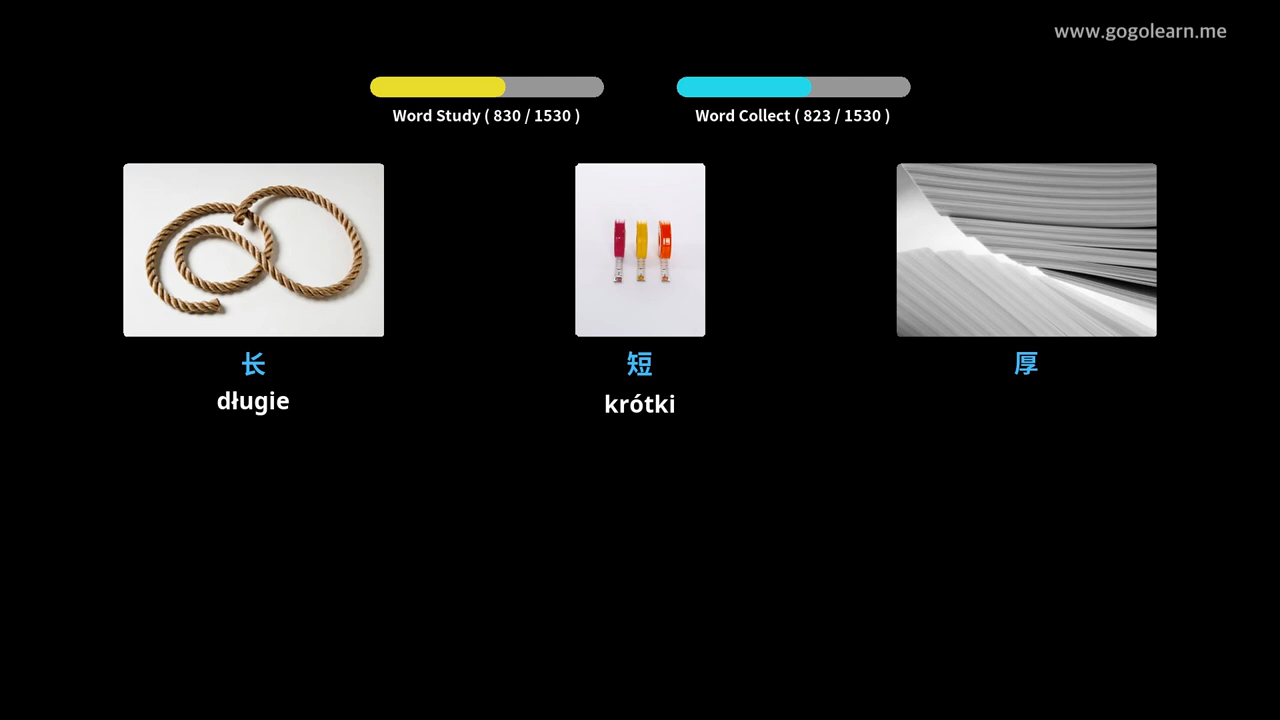 www.gogolearn.me
Word Study ( 830 / 1530 )
Word Collect ( 823 / 1530 )
长
短
厚
długie
krótki